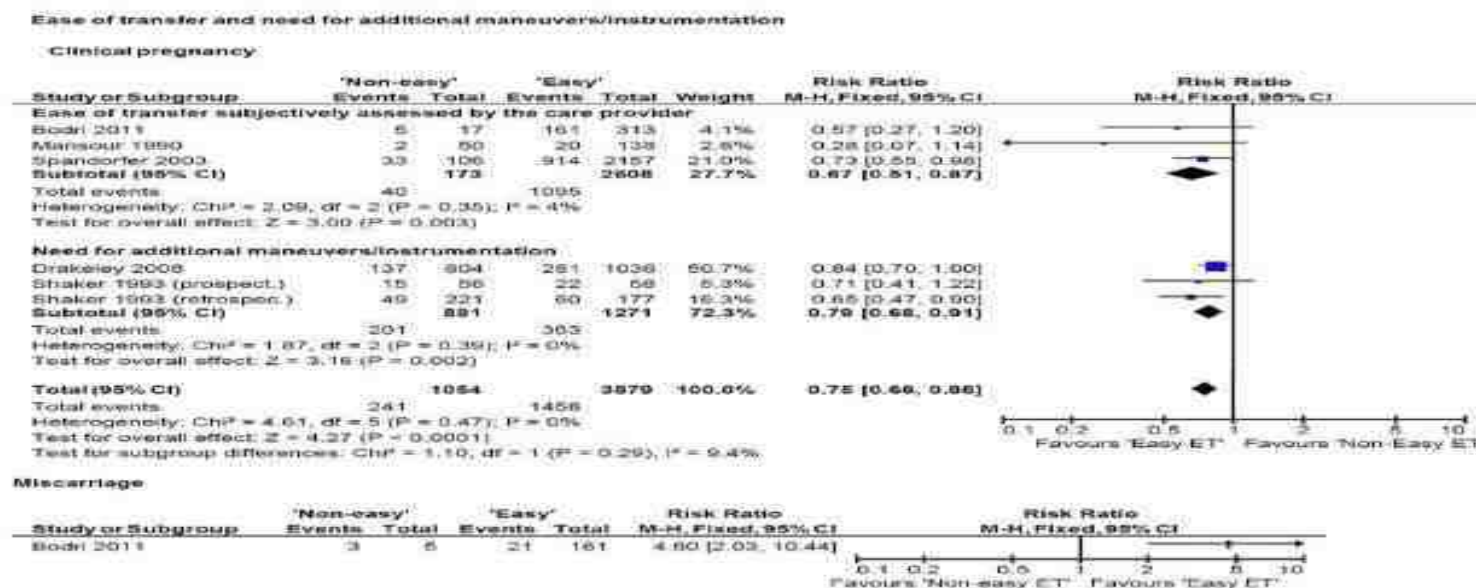 Ease of transfer and need for additional maneuvers/instrumentation
Clinical pregnancy
'Non-easy' 'Easy' Risk Ratio Risk Ratio
Study or Subgroup Events Total Events Total Weight M-H, Fixed, 95% CI M-H, Fixed, 95% CI
Ease of transfer subjectively assessed by the care provider
Bodri 2011 5 17 161 313 4.1% 0.57 [0.27, 1.20]
Mansour 1990 2 50 20 138 2.6% 0.28 [0.07, 1.14]
Spandorfer 2003 33 106 914 2157 21.0% 0.73 [0.55, 0.98]
Subtotal (95% CI) 173 2608 27.7% 0.67 [0.51, 0.87]
Total events 40 1095
Heterogeneity: Chi² = 2.09, df = 2 (P = 0.35); I² = 4%
Test for overall effect: Z = 3.00 (P = 0.003)
Need for additional maneuvers/instrumentation
Drakeley 2008 137 604 281 1036 50.7% 0.84 [0.70, 1.00]
Shaker 1993 (prospect.) 15 56 22 58 5.3% 0.71 [0.41, 1.22]
Shaker 1993 (retrospec.) 49 221 60 177 16.3% 0.65 [0.47, 0.90]
Subtotal (95% CI) 881 1271 72.3% 0.79 [0.68, 0.91]
Total events 201 363
Heterogeneity: Chi² = 1.87, df = 2 (P = 0.39); I² = 0%
Test for overall effect: Z = 3.16 (P = 0.002)
Total (95% CI) 1054 3879 100.0% 0.75 [0.66, 0.86]
Total events 241 1458
Heterogeneity: Chi² = 4.61, df = 5 (P = 0.47); I² = 0%
Test for overall effect: Z = 4.27 (P < 0.0001)
Test for subgroup differences: Chi² = 1.10, df = 1 (P = 0.29), I² = 9.4%
0.1 0.2 0.5 1 2 5 10
Favours 'Easy ET' Favours 'Non-Easy ET'
Miscarriage
'Non-easy' 'Easy' Risk Ratio Risk Ratio
Study or Subgroup Events Total Events Total M-H, Fixed, 95% CI M-H, Fixed, 95% CI
Bodri 2011 3 5 21 161 4.60 [2.03, 10.44]
0.1 0.2 0.5 1 2 5 10
Favours 'Non-easy ET' Favours 'Easy ET'